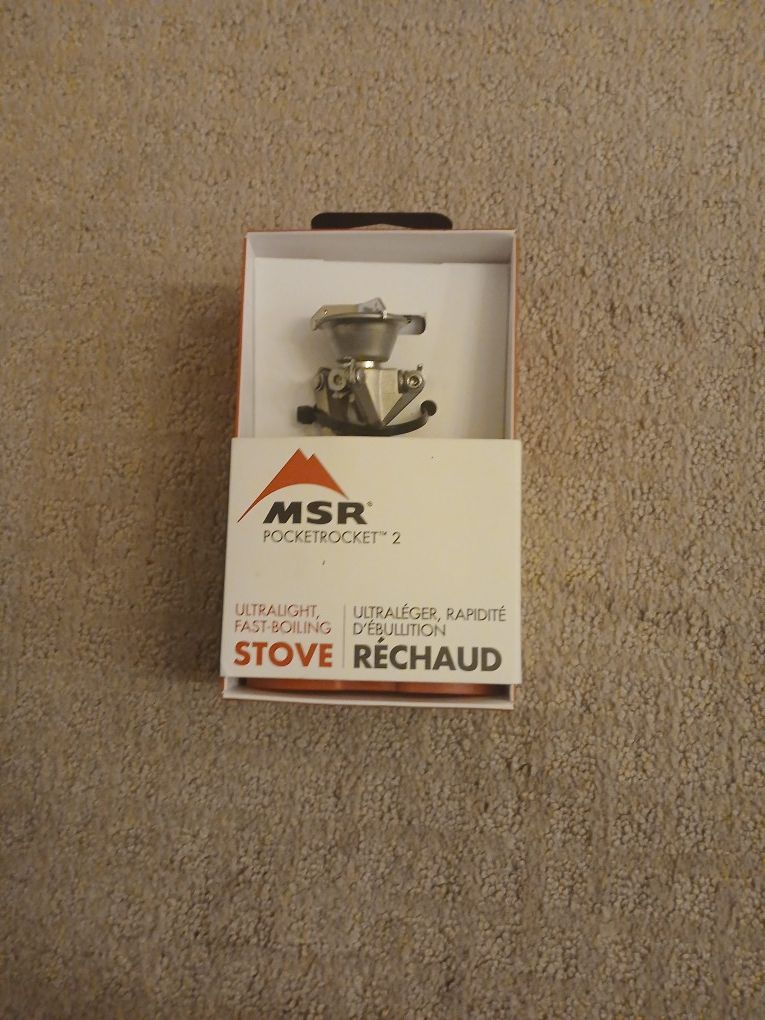 MSR®
POCKETROCKET™ 2
ULTRALIGHT,
FAST-BOILING
STOVE
ULTRALÉGER, RAPIDITÉ
D'ÉBULLITION
RÉCHAUD